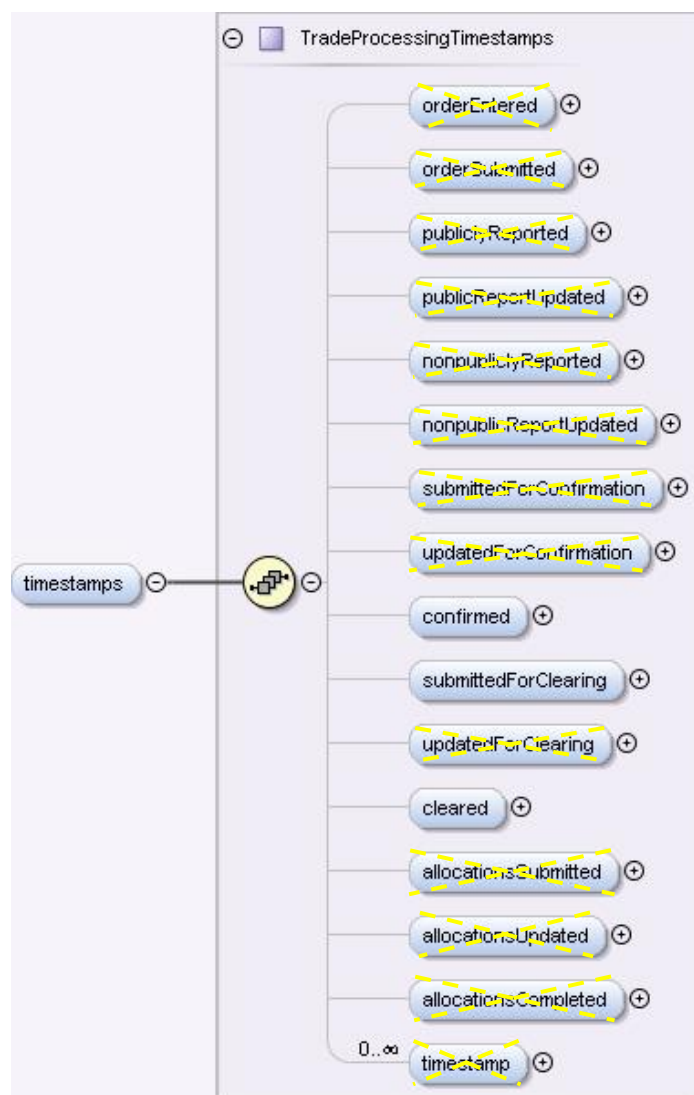 TradeProcessingTimestamps
orderEntered
orderSubmitted
publiclyReported
publicReportUpdated
nonpubliclyReported
nonpublicReportUpdated
submittedForConfirmation
updatedForConfirmation
timestamps
confirmed
submittedForClearing
updatedForClearing
cleared
allocationsSubmitted
allocationsUpdated
allocationsCompleted
0..∞
timestamp